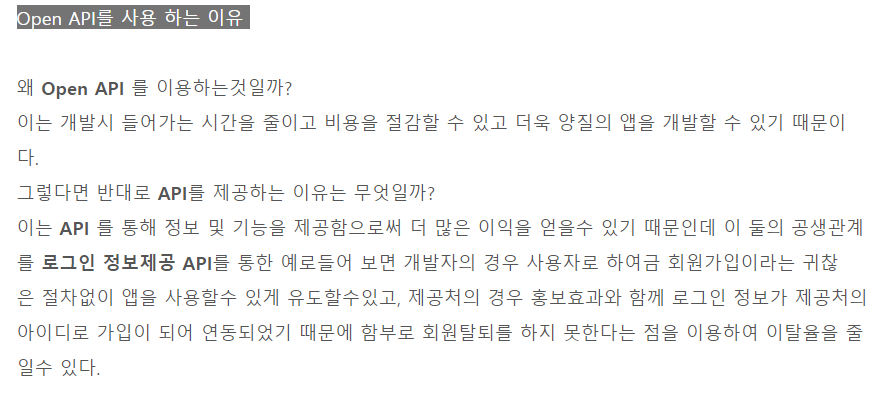 Open API를 사용 하는 이유
왜 Open API 를 이용하는것일까?
이는 개발시 들어가는 시간을 줄이고 비용을 절감할 수 있고 더욱 양질의 앱을 개발할 수 있기 때문이
다.
그렇다면 반대로 API를 제공하는 이유는 무엇일까?
이는 API 를 통해 정보 및 기능을 제공함으로써 더 많은 이익을 얻을수 있기 때문인데 이 둘의 공생관계
를 로그인 정보제공 API를 통한 예로들어 보면 개발자의 경우 사용자로 하여금 회원가입이라는 귀찮
은 절차없이 앱을 사용할수 있게 유도할수있고, 제공처의 경우 홍보효과와 함께 로그인 정보가 제공처의
아이디로 가입이 되어 연동되었기 때문에 함부로 회원탈퇴를 하지 못한다는 점을 이용하여 이탈율을 줄
일수 있다.